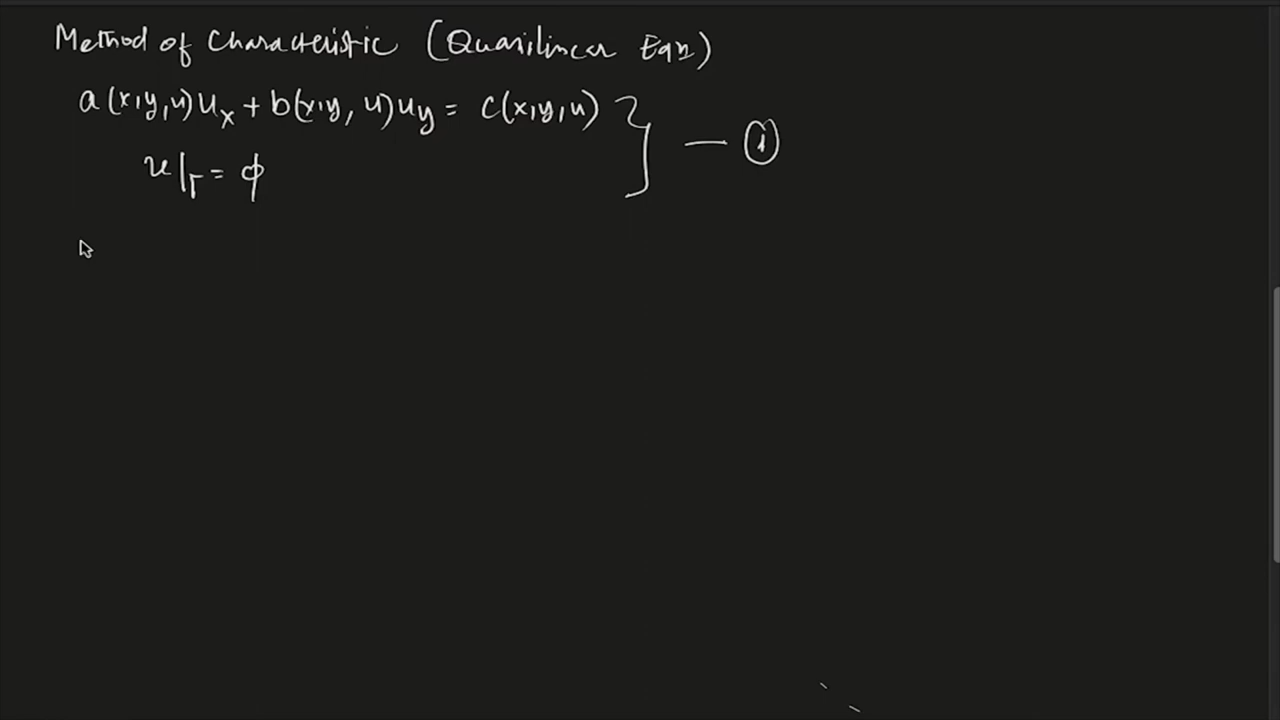 Method of Characteristic (Quasilinear Eqn)
a(x,y,u)u_x + b(x,y,u)u_y = c(x,y,u)
u|_Γ = ϕ
— ①